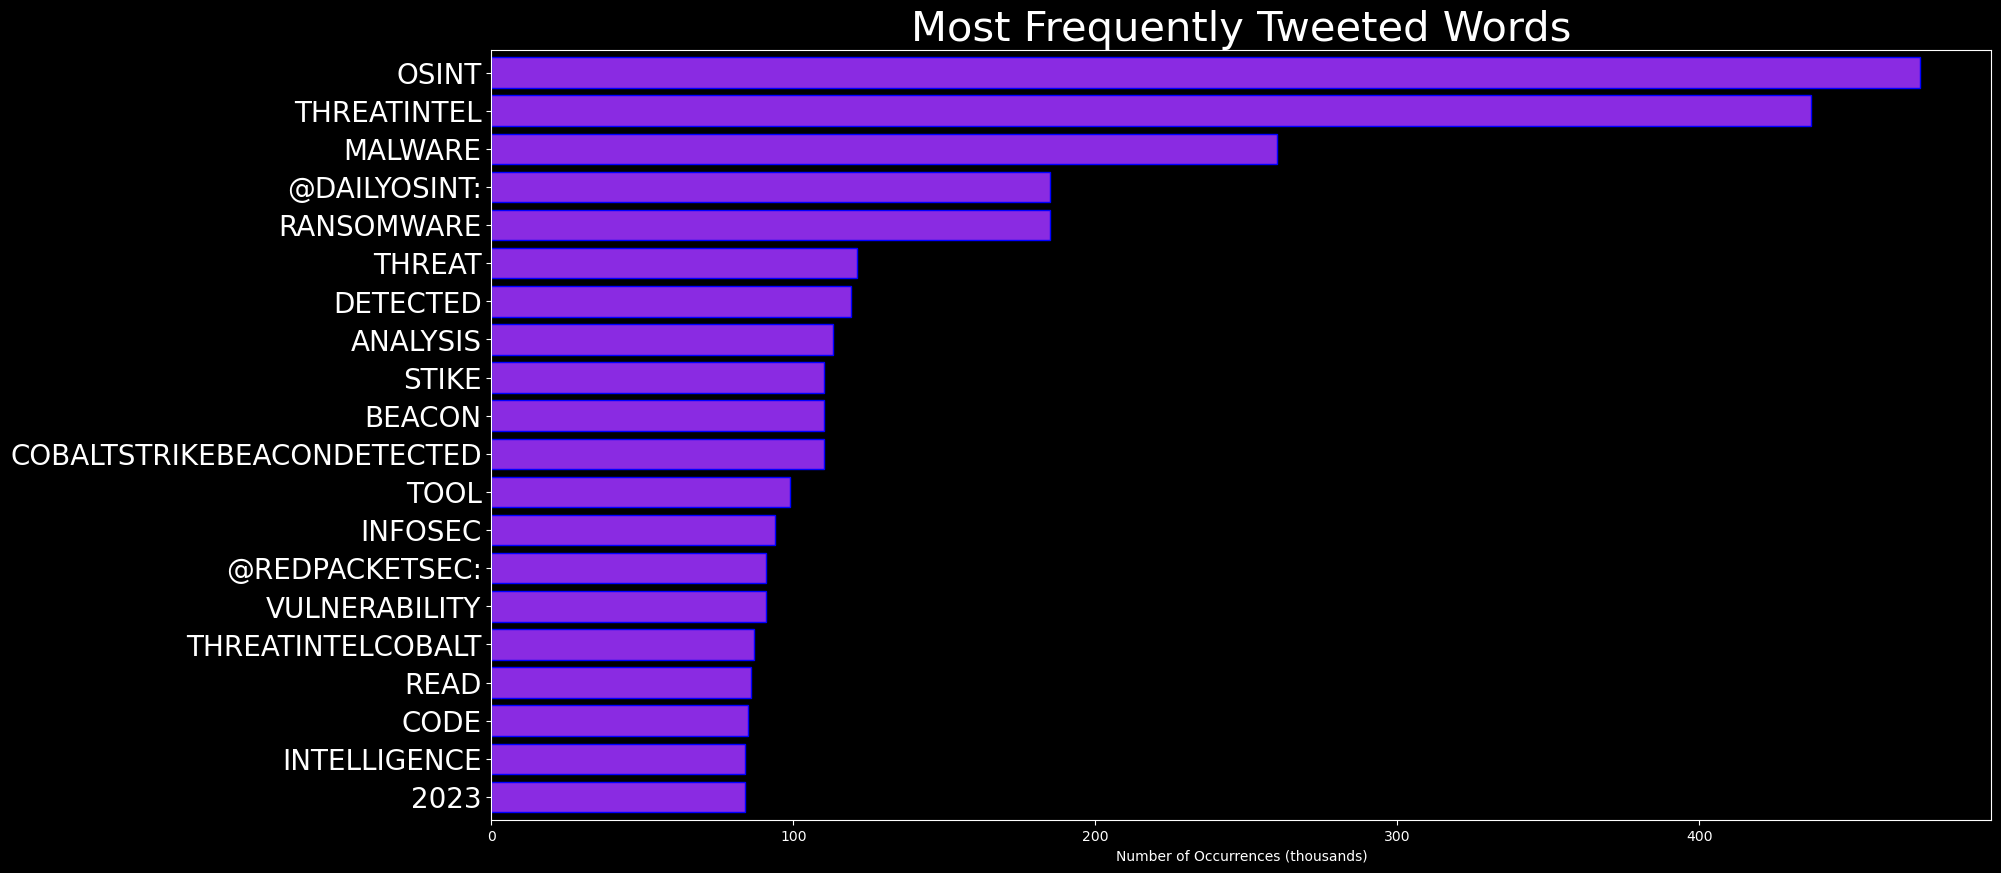 Most Frequently Tweeted Words
OSINT
THREATINTEL
MALWARE
@DAILYOSINT:
RANSOMWARE
THREAT
DETECTED
ANALYSIS
STIKE
BEACON
COBALTSTRIKEBEACONDETECTED
TOOL
INFOSEC
@REDPACKETSEC:
VULNERABILITY
THREATINTELCOBALT
READ
CODE
INTELLIGENCE
2023
0 100 200 300 400
Number of Occurrences (thousands)